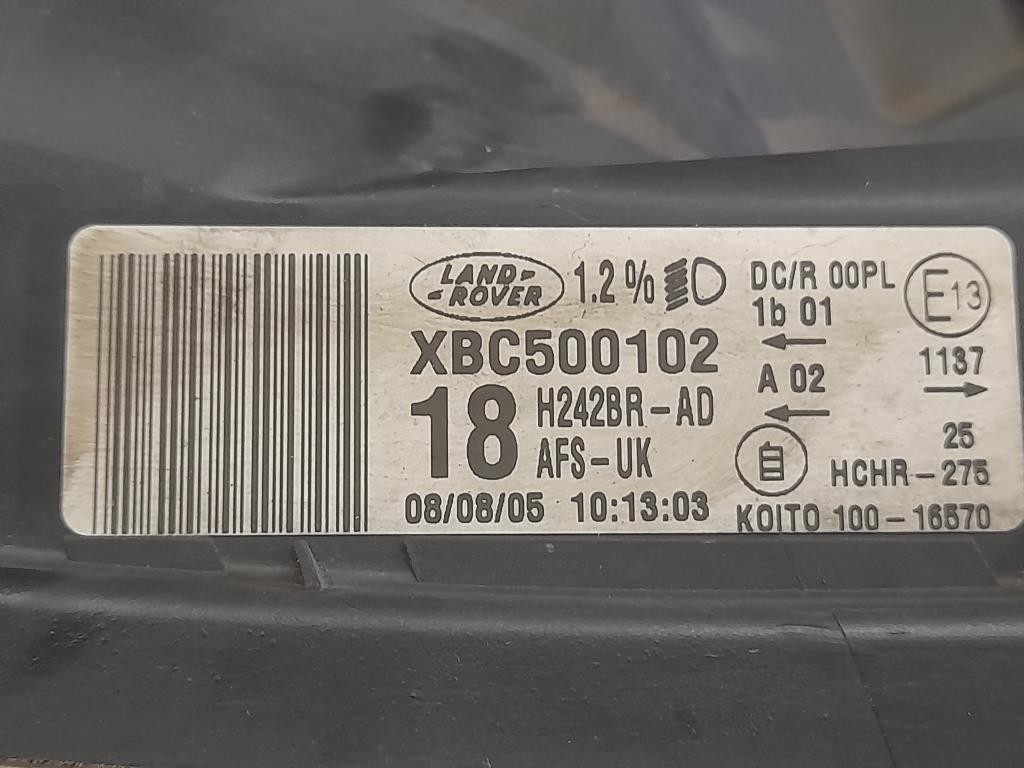 LAND-
-ROVER
1.2%
XBC500102
18
H242BR-AD
AFS-UK
08/08/05 10:13:03
DC/R 00PL
1b 01
←
A 02
←
E13
1137
→
25
自
HCHR-275
KOITO 100-16570